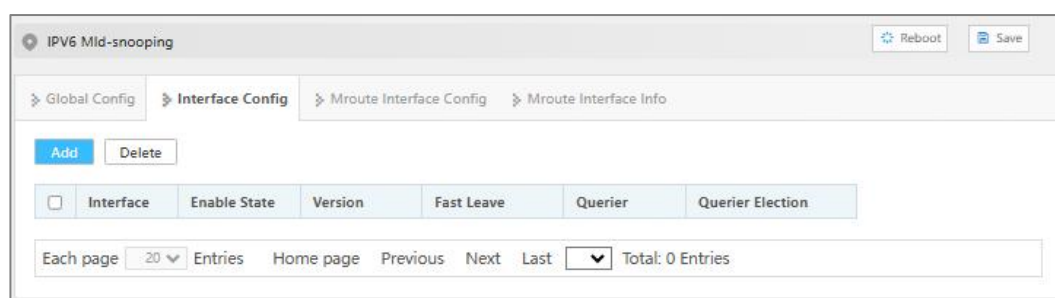 IPV6 Mld-snooping Reboot Save
Global Config Interface Config Mroute Interface Config Mroute Interface Info
Add Delete
Interface Enable State Version Fast Leave Querier Querier Election
Each page 20 Entries Home page Previous Next Last Total: 0 Entries